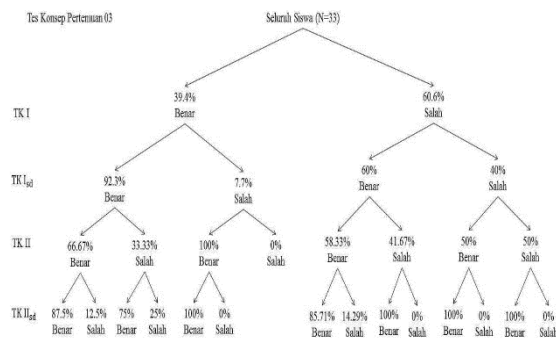 Tes Konsep Pertemuan 03
Seluruh Siswa (N=33)
TK I
39.4%
Benar
60.6%
Salah
TK Isd
92.3%
Benar
7.7%
Salah
60%
Benar
40%
Salah
TK II
66.67%
Benar
33.33%
Salah
100%
Benar
0%
Salah
58.33%
Benar
41.67%
Salah
50%
Benar
50%
Salah
TK IIsd
87.5% 12.5% 75% 25% 100% 0% 85.71% 14.29% 100% 0% 100% 0% 100% 0%
Benar Salah Benar Salah Benar Salah Benar Salah Benar Salah Benar Salah Benar Salah